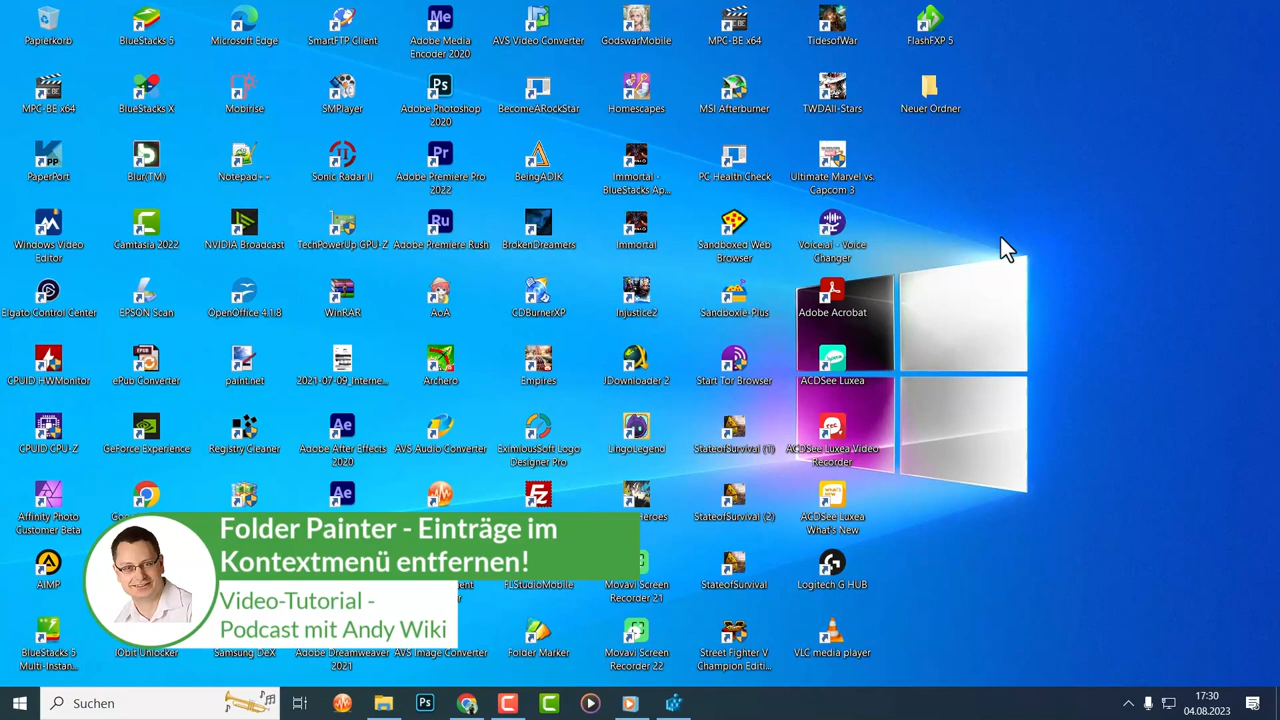 Papierkorb
BlueStacks 5
Microsoft Edge
SmartFTP Client
Adobe Media
Encoder 2020
AVS Video Converter
GodswarMobile
MPC-BE x64
TidesofWar
FlashFXP 5
MPC-BE x64
BlueStacks X
Mobirise
SMPlayer
Adobe Photoshop
2020
BecomeARockStar
Homescapes
MSI Afterburner
TWDAll-Stars
Neuer Ordner
PaperPort
Blur(TM)
Notepad++
Sonic Radar II
Adobe Premiere Pro
2022
BeingADIK
Immortal -
BlueStacks Ap...
PC Health Check
Ultimate Marvel vs.
Capcom 3
Windows Video
Editor
Camtasia 2022
NVIDIA Broadcast
TechPowerUp GPU-Z
Adobe Premiere Rush
BrokenDreamers
Immortal
Sandboxed Web
Browser
Voice.ai - Voice
Changer
Elgato Control Center
EPSON Scan
OpenOffice 4.1.8
WinRAR
AoA
CDBurnerXP
Injustice2
Sandboxie-Plus
Adobe Acrobat
CPUID HWMonitor
ePub Converter
paint.net
2021-07-09_Interne...
Archero
Empires
JDownloader 2
Start Tor Browser
ACDSee Luxea
CPUID CPU-Z
GeForce Experience
Registry Cleaner
Adobe After Effects
2020
AVS Audio Converter
EximiousSoft Logo
Designer Pro
LingoLegend
StateofSurvival (1)
ACDSee Luxea Video
Recorder
Affinity Photo
Customer Beta
StateofSurvival (2)
ACDSee Luxea
What's New
Folder Painter - Einträge im
Kontextmenü entfernen!
Video-Tutorial -
Podcast mit Andy Wiki
AIMP
FLStudioMobile
Movavi Screen
Recorder 21
StateofSurvival
Logitech G HUB
BlueStacks 5
Multi-Instan...
IObit Unlocker
Samsung DeX
Adobe Dreamweaver
2021
AVS Image Converter
Folder Marker
Movavi Screen
Recorder 22
Street Fighter V
Champion Editi...
VLC media player
Suchen
17:30
04.08.2023